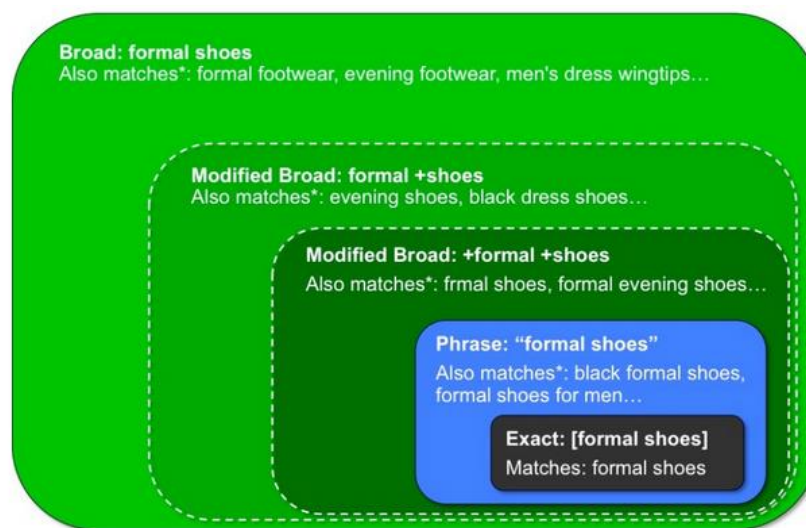 Broad: formal shoes
Also matches*: formal footwear, evening footwear, men's dress wingtips…
Modified Broad: formal +shoes
Also matches*: evening shoes, black dress shoes…
Modified Broad: +formal +shoes
Also matches*: frmal shoes, formal evening shoes…
Phrase: “formal shoes”
Also matches*: black formal shoes,
formal shoes for men…
Exact: [formal shoes]
Matches: formal shoes